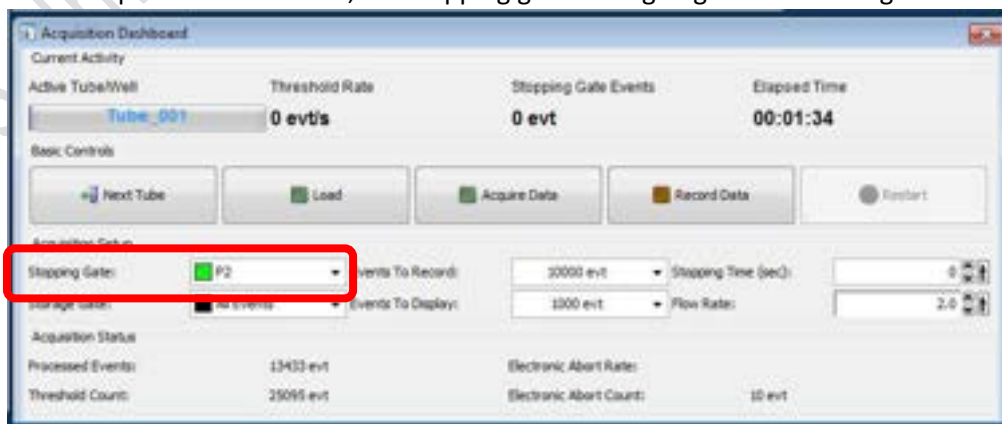 Acquisition Dashboard
Current Activity
Active Tube/Well Threshold Rate Stopping Gate Events Elapsed Time
Tube_001 0 evt/s 0 evt 00:01:34
Basic Controls
Next Tube Load Acquire Data Record Data Restart
Acquisition Setup
Stopping Gate: P2 Events To Record: 10000 evt Stopping Time (sec): 0
Storage Gate: All Events Events To Display: 1000 evt Flow Rate: 2.0
Acquisition Status
Processed Events: 13433 evt Electronic Abort Rate:
Threshold Count: 25095 evt Electronic Abort Count: 10 evt